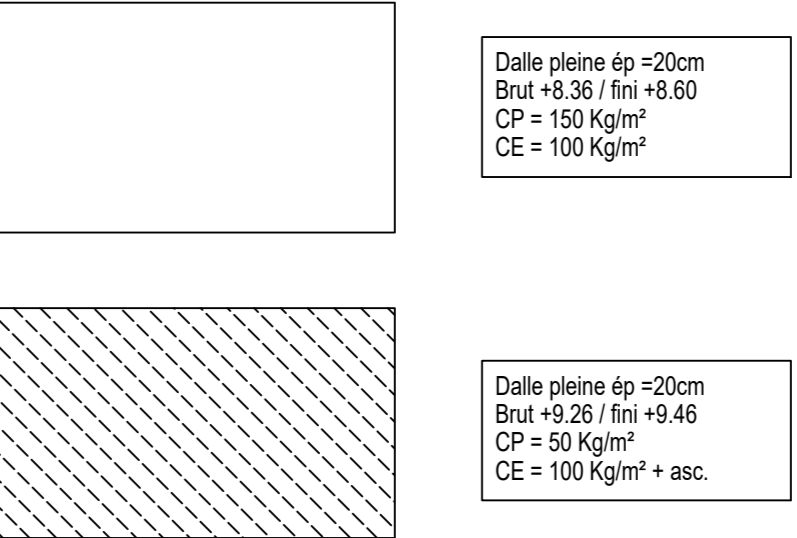 Dalle pleine ép =20cm
Brut +8.36 / fini +8.60
CP = 150 Kg/m²
CE = 100 Kg/m²
Dalle pleine ép =20cm
Brut +9.26 / fini +9.46
CP = 50 Kg/m²
CE = 100 Kg/m² + asc.